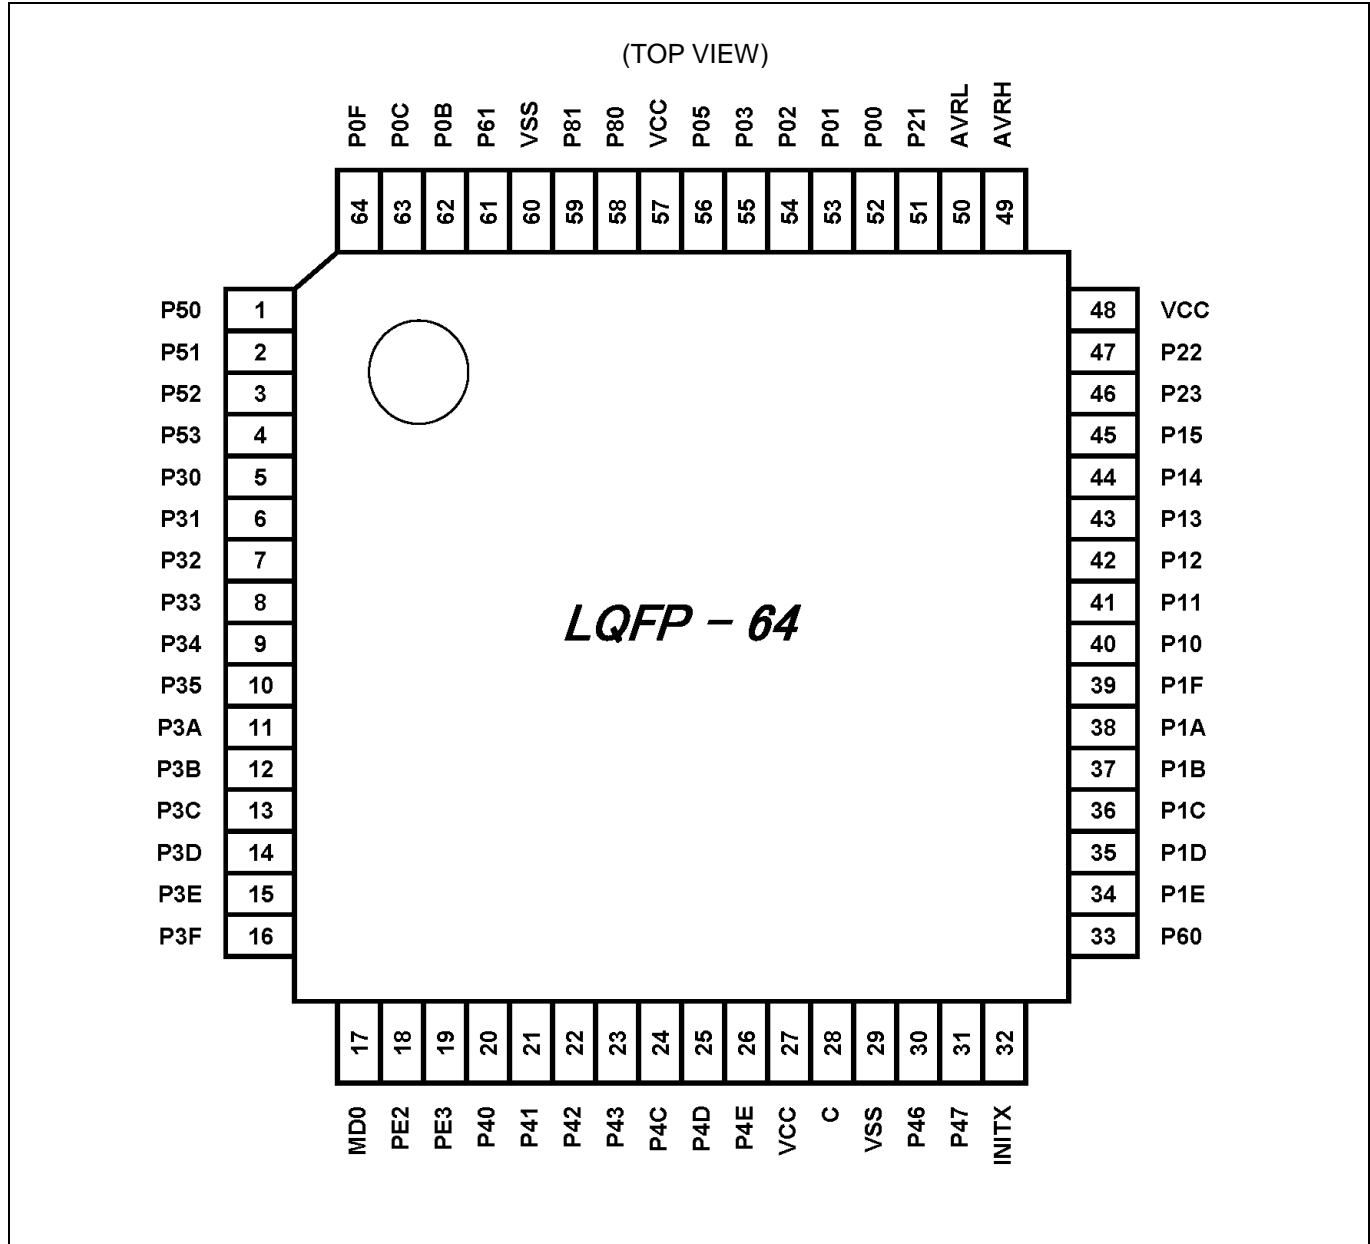 (TOP VIEW)
P0F P0C P0B P61 VSS P81 P80 VCC P05 P03 P02 P01 P00 P21 AVRL AVRH
64 63 62 61 60 59 58 57 56 55 54 53 52 51 50 49
P50 1 48 VCC
P51 2 47 P22
P52 3 46 P23
P53 4 45 P15
P30 5 44 P14
P31 6 43 P13
P32 7 42 P12
P33 8 41 P11
LQFP - 64
P34 9 40 P10
P35 10 39 P1F
P3A 11 38 P1A
P3B 12 37 P1B
P3C 13 36 P1C
P3D 14 35 P1D
P3E 15 34 P1E
P3F 16 33 P60
17 18 19 20 21 22 23 24 25 26 27 28 29 30 31 32
MD0 PE2 PE3 P40 P41 P42 P43 P4C P4D P4E VCC C VSS P46 P47 INITX